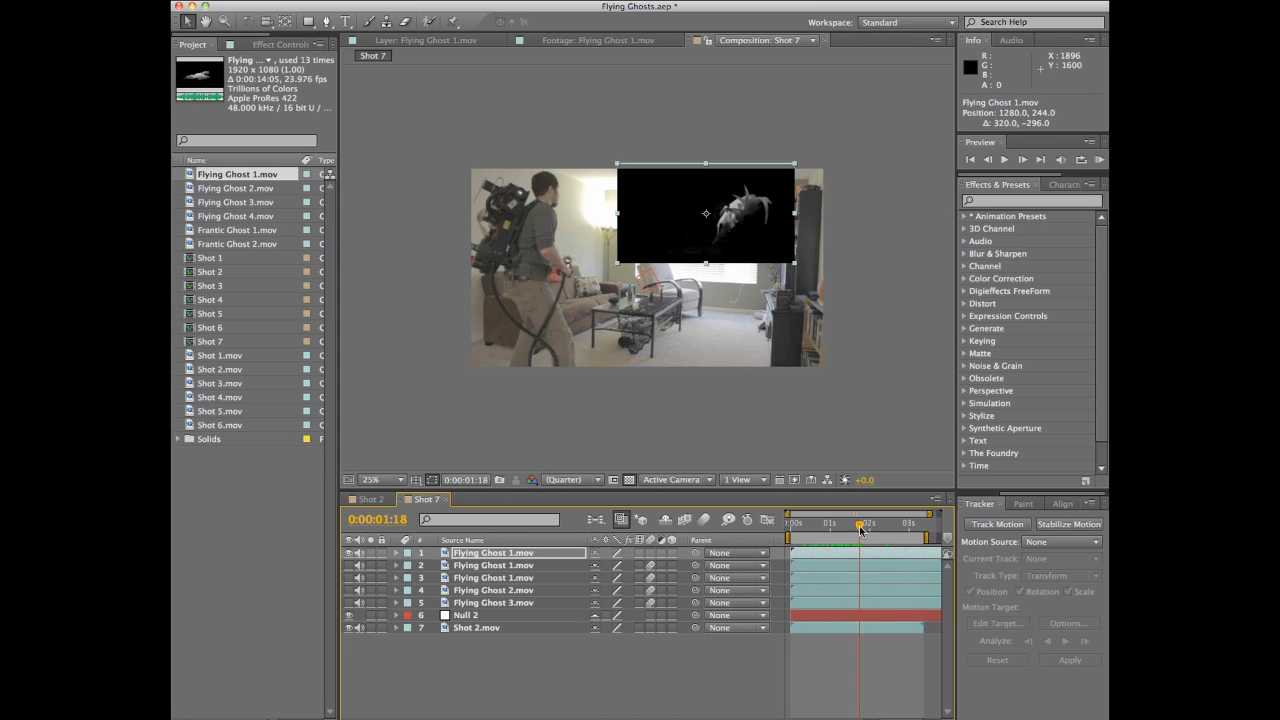 Flying Ghosts.aep *
Workspace: Standard
Search Help
Project
Effect Controls:
Layer: Flying Ghost 1.mov
Footage: Flying Ghost 1.mov
Composition: Shot 7
Info
Audio
Shot 7
Flying ... , used 13 times
1920 x 1080 (1.00)
Δ 0:00:14:05, 23.976 fps
Trillions of Colors
Apple ProRes 422
48.000 kHz / 16 bit U / ...
R :
G :
B :
A : 0
X : 1896
Y : 1600
Flying Ghost 1.mov
Position: 1280.0, 244.0
Δ: 320.0, -296.0
Preview
Name
Type
Flying Ghost 1.mov
Flying Ghost 2.mov
Flying Ghost 3.mov
Flying Ghost 4.mov
Frantic Ghost 1.mov
Frantic Ghost 2.mov
Shot 1
Shot 2
Shot 3
Shot 4
Shot 5
Shot 6
Shot 7
Shot 1.mov
Shot 2.mov
Shot 3.mov
Shot 4.mov
Shot 5.mov
Shot 6.mov
Solids
Effects & Presets
Charact
* Animation Presets
3D Channel
Audio
Blur & Sharpen
Channel
Color Correction
Digieffects FreeForm
Distort
Expression Controls
Generate
Keying
Matte
Noise & Grain
Obsolete
Perspective
Simulation
Stylize
Synthetic Aperture
Text
The Foundry
Time
25%
0:00:01:18
(Quarter)
Active Camera
1 View
+0.0
Shot 2
Shot 7
0:00:01:18
:00s
01s
02s
03s
#
Source Name
Parent
1 Flying Ghost 1.mov None
2 Flying Ghost 1.mov None
3 Flying Ghost 1.mov None
4 Flying Ghost 2.mov None
5 Flying Ghost 3.mov None
6 Null 2 None
7 Shot 2.mov None
Tracker
Paint
Align
Track Motion
Stabilize Motion
Motion Source: None
Current Track: None
Track Type: Transform
Position
Rotation
Scale
Motion Target:
Edit Target...
Options...
Analyze:
Reset
Apply